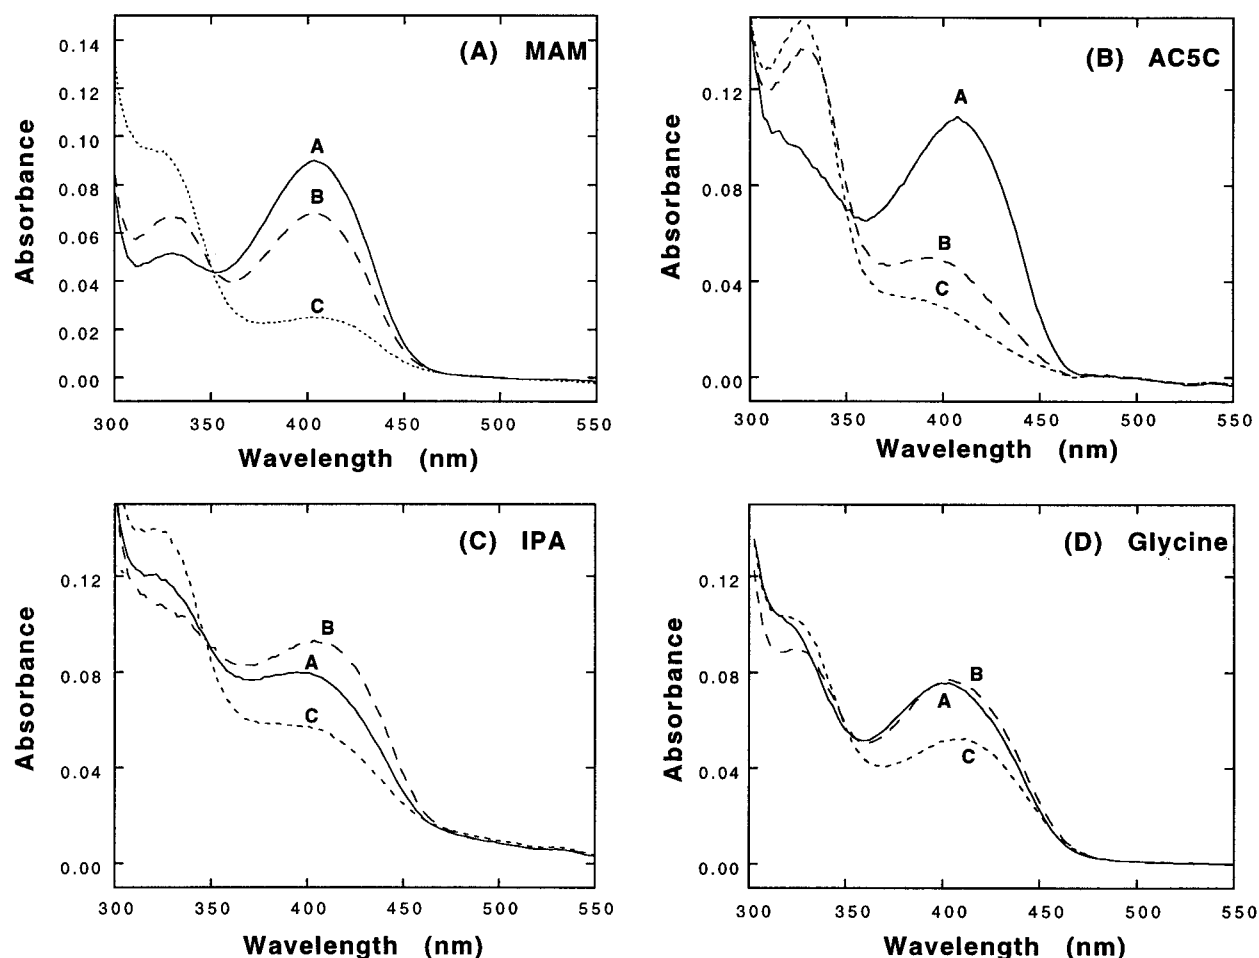 (A) MAM
Absorbance
0.14
0.12
0.10
0.08
0.06
0.04
0.02
0.00
A
B
C
300 350 400 450 500 550
Wavelength (nm)
(B) AC5C
Absorbance
0.12
0.08
0.04
0.00
A
B
C
300 350 400 450 500 550
Wavelength (nm)
(C) IPA
Absorbance
0.12
0.08
0.04
0.00
B
A
C
300 350 400 450 500 550
Wavelength (nm)
(D) Glycine
Absorbance
0.12
0.08
0.04
0.00
B
A
C
300 350 400 450 500 550
Wavelength (nm)